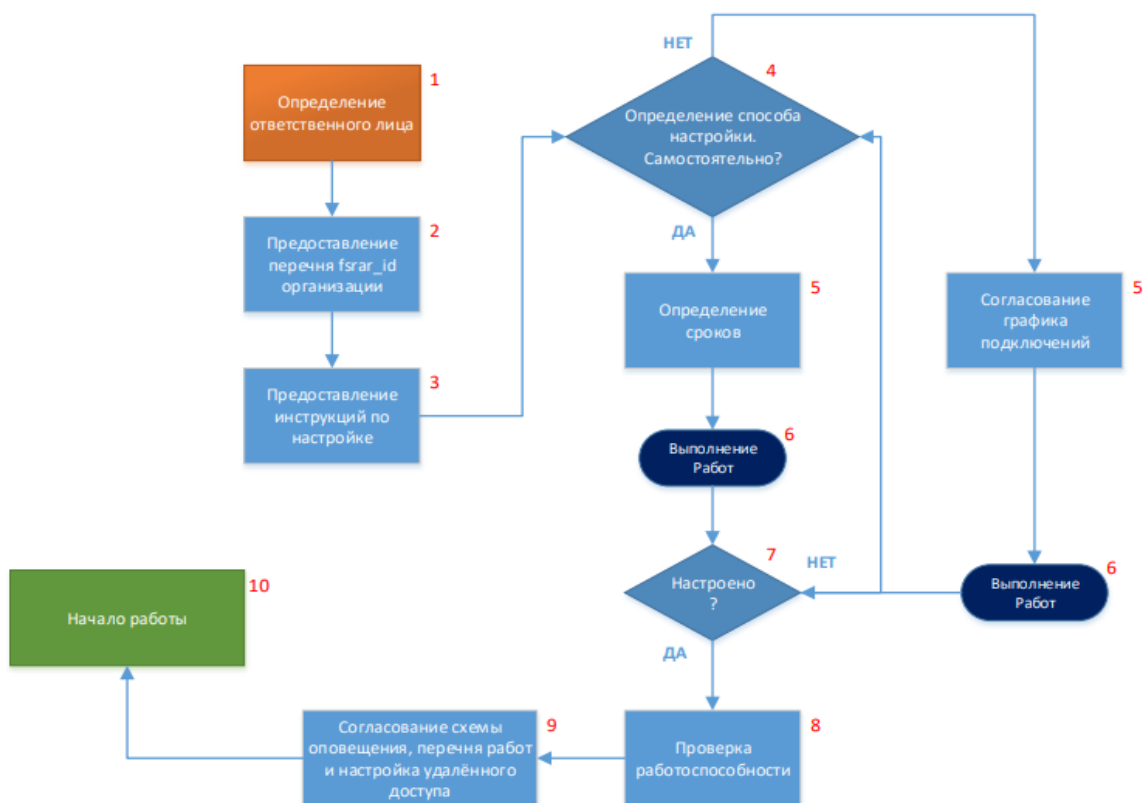 1
Определение
ответственного лица
2
Предоставление
перечня fsrar_id
организации
3
Предоставление
инструкций по
настройке
НЕТ
4
Определение способа
настройки.
Самостоятельно?
ДА
5
Определение
сроков
5
Согласование
графика
подключений
6
Выполнение
Работ
6
Выполнение
Работ
7
НЕТ
Настроено
?
ДА
8
Проверка
работоспособности
9
Согласование схемы
оповещения, перечня работ
и настройка удалённого
доступа
10
Начало работы